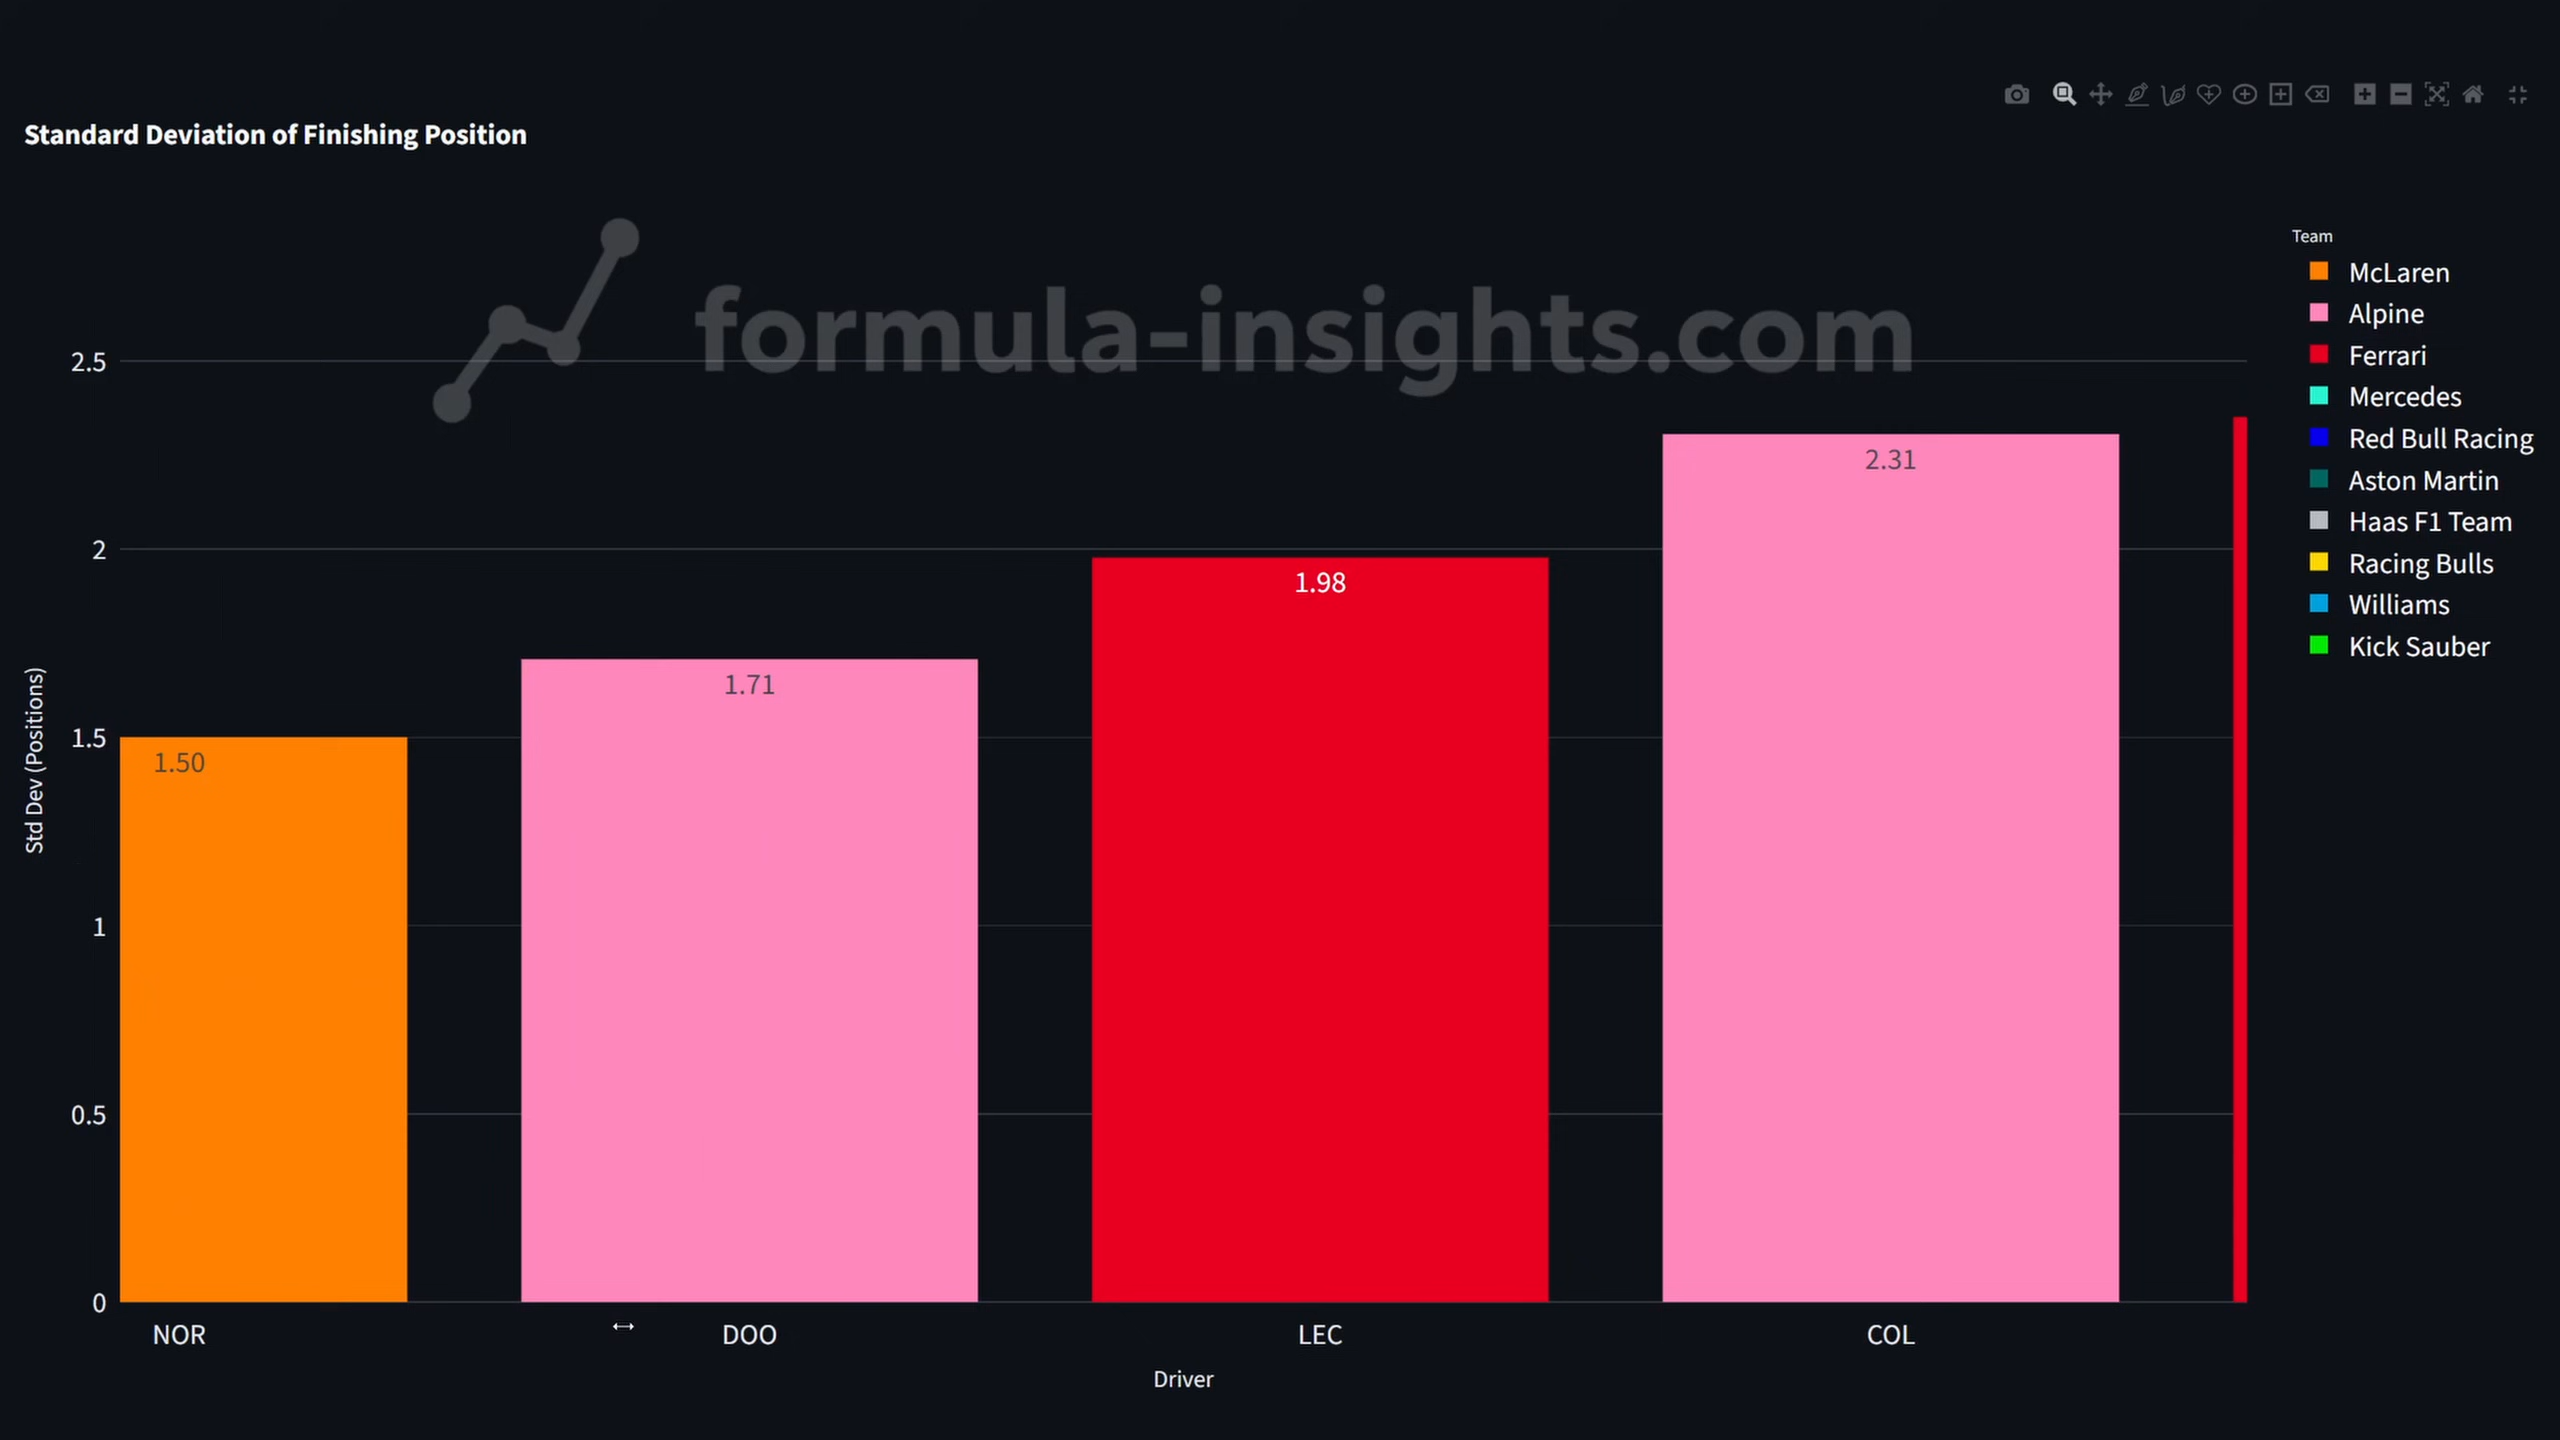 Standard Deviation of Finishing Position
formula-insights.com
Team
McLaren
Alpine
Ferrari
Mercedes
Red Bull Racing
Aston Martin
Haas F1 Team
Racing Bulls
Williams
Kick Sauber
Std Dev (Positions)
2.5
2
1.5
1
0.5
0
1.50
1.71
1.98
2.31
NOR
DOO
LEC
COL
Driver